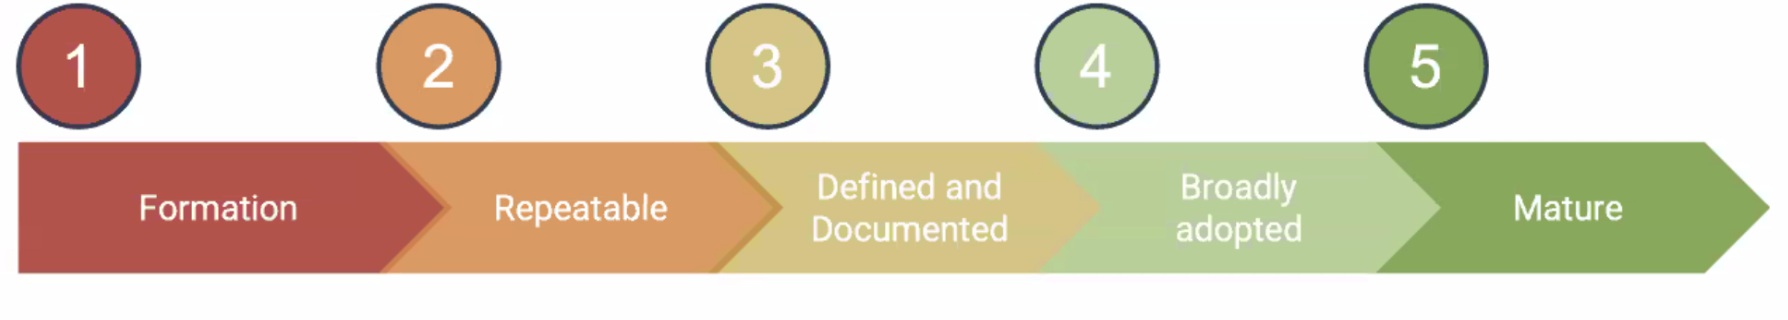 1
2
3
4
5
Formation
Repeatable
Defined and
Documented
Broadly
adopted
Mature